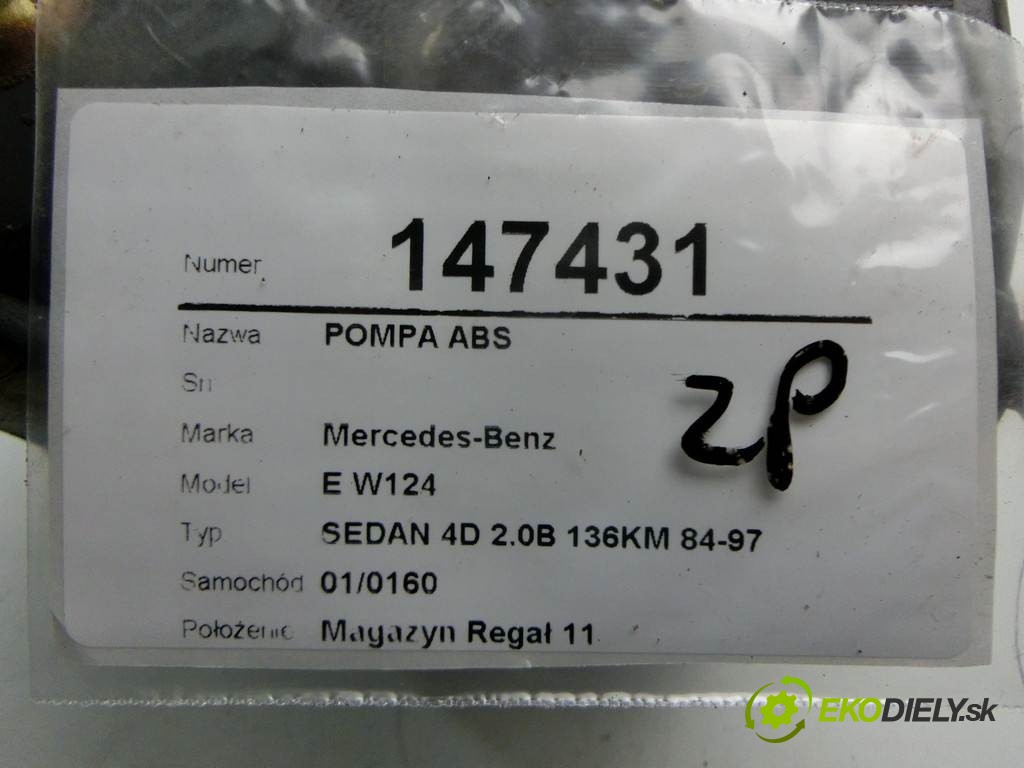 Numer 147431
Nazwa POMPA ABS
Sn
Marka Mercedes-Benz
Model E W124
Typ SEDAN 4D 2.0B 136KM 84-97
Samochód 01/0160
Położenie Magazyn Regał 11
ZP
EKODIELY.sk